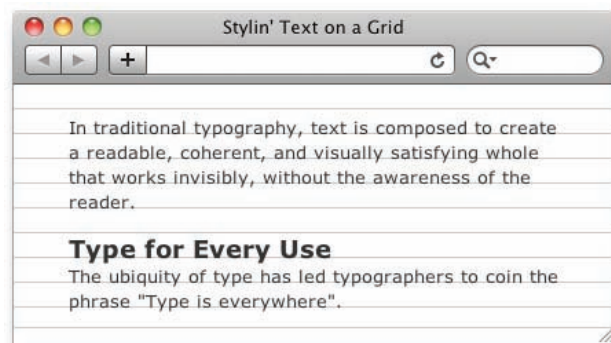 Stylin' Text on a Grid
In traditional typography, text is composed to create
a readable, coherent, and visually satisfying whole
that works invisibly, without the awareness of the
reader.
Type for Every Use
The ubiquity of type has led typographers to coin the
phrase "Type is everywhere".